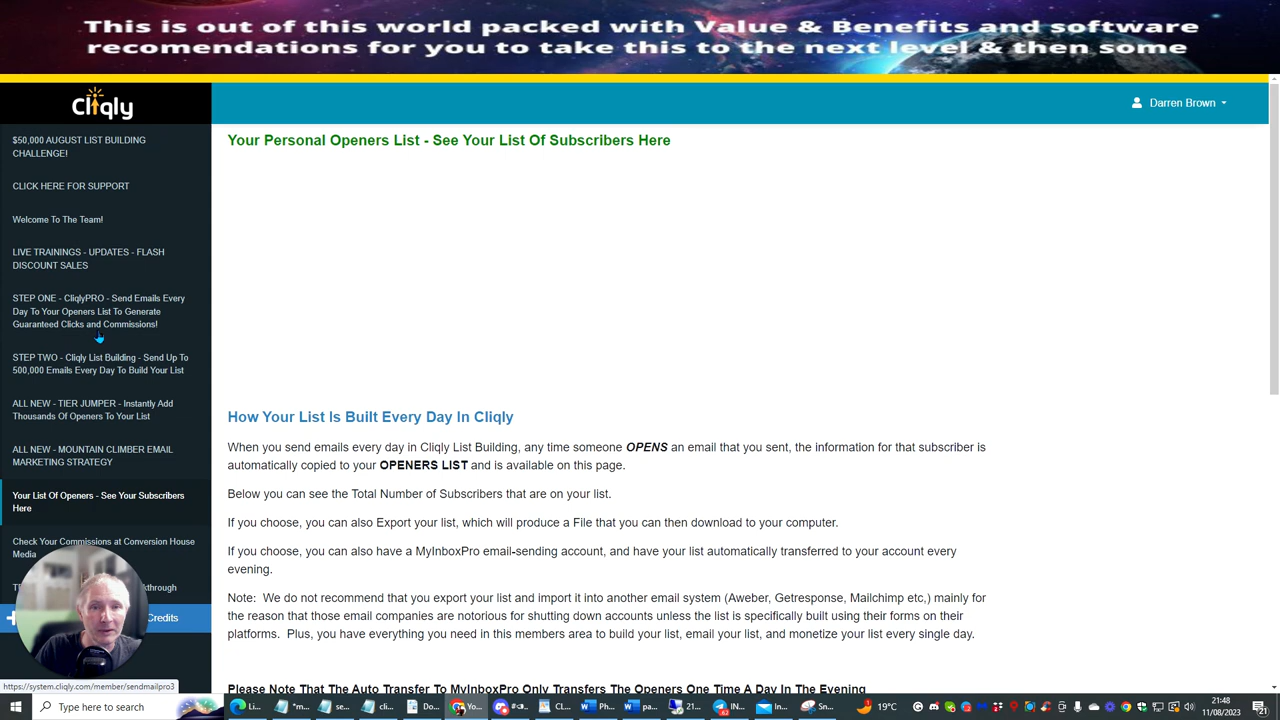 This is out of this world packed with Value & Benefits and software
recomendations for you to take this to the next level & then some
Cliqly
Darren Brown
$50,000 AUGUST LIST BUILDING
CHALLENGE!
CLICK HERE FOR SUPPORT
Welcome To The Team!
LIVE TRAININGS - UPDATES - FLASH
DISCOUNT SALES
STEP ONE - CliqlyPRO - Send Emails Every
Day To Your Openers List To Generate
Guaranteed Clicks and Commissions!
STEP TWO - Cliqly List Building - Send Up To
500,000 Emails Every Day To Build Your List
ALL NEW - TIER JUMPER - Instantly Add
Thousands Of Openers To Your List
ALL NEW - MOUNTAIN CLIMBER EMAIL
MARKETING STRATEGY
Your List Of Openers - See Your Subscribers
Here
Check Your Commissions at Conversion House
Media
Credits
Your Personal Openers List - See Your List Of Subscribers Here
How Your List Is Built Every Day In Cliqly
When you send emails every day in Cliqly List Building, any time someone OPENS an email that you sent, the information for that subscriber is
automatically copied to your OPENERS LIST and is available on this page.
Below you can see the Total Number of Subscribers that are on your list.
If you choose, you can also Export your list, which will produce a File that you can then download to your computer.
If you choose, you can also have a MyInboxPro email-sending account, and have your list automatically transferred to your account every
evening.
Note: We do not recommend that you export your list and import it into another email system (Aweber, Getresponse, Mailchimp etc,) mainly for
the reason that those email companies are notorious for shutting down accounts unless the list is specifically built using their forms on their
platforms. Plus, you have everything you need in this members area to build your list, email your list, and monetize your list every single day.
Please Note That The Auto Transfer To MyInboxPro Only Transfers The Openers One Time A Day In The Evening
https://system.cliqly.com/member/sendmailpro3
Type here to search
Li...
"n...
se...
cli...
Do...
Yo...
#c...
CL...
Ph...
pa...
21...
IN...
In...
Sn...
19°C
21:48
11/08/2023